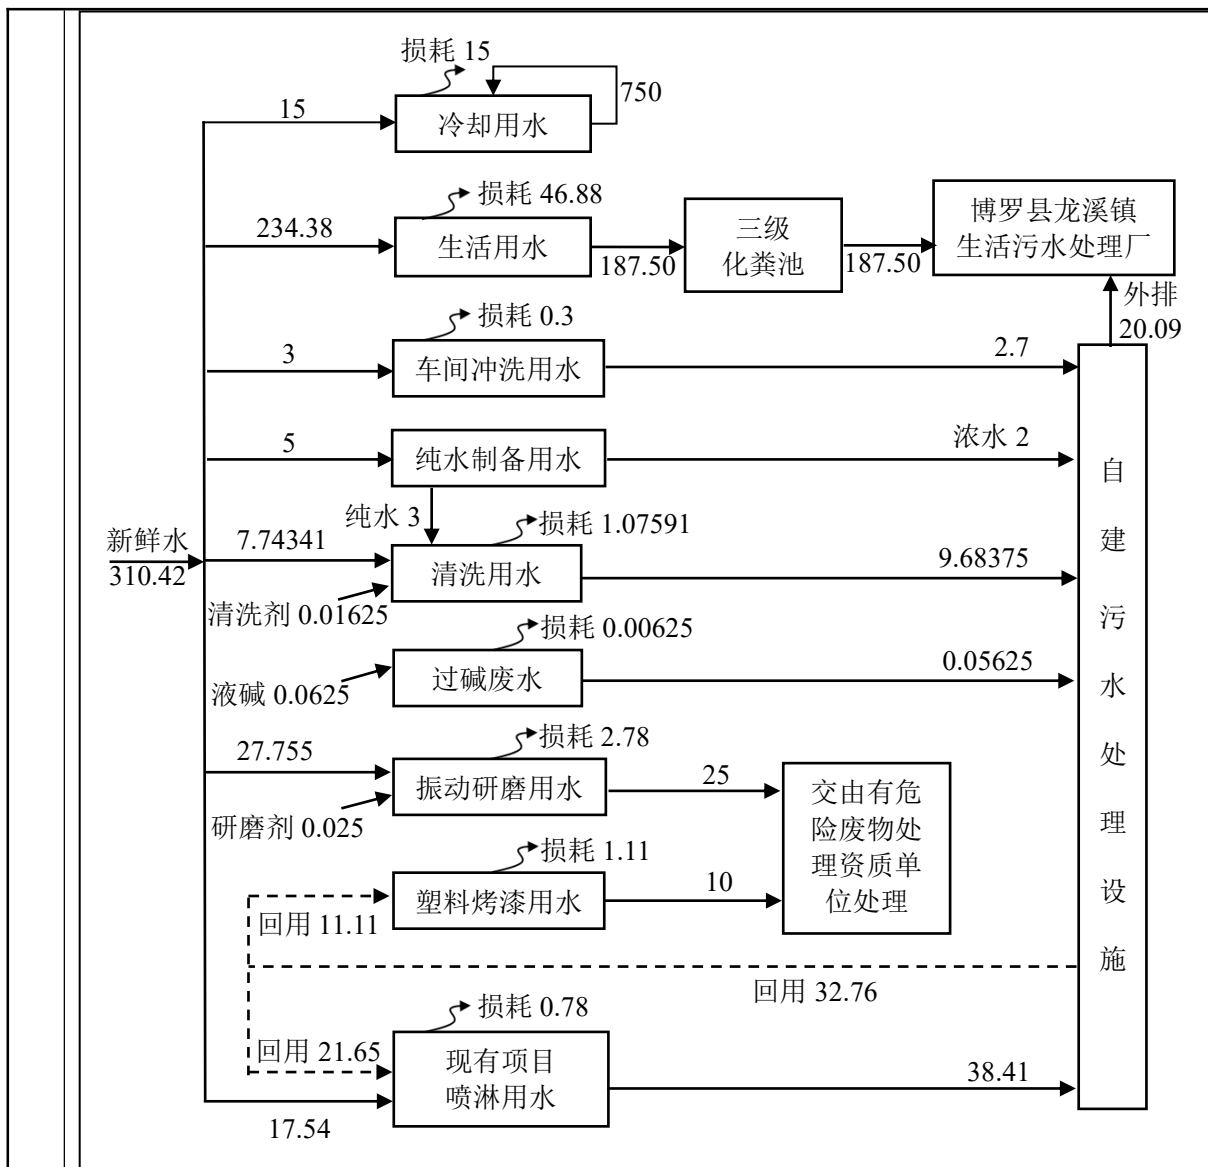 损耗 15
750
15
冷却用水
损耗 46.88
234.38
生活用水
187.50
三级
化粪池
187.50
博罗县龙溪镇
生活污水处理厂
外排
20.09
损耗 0.3
3
车间冲洗用水
2.7
5
纯水制备用水
浓水 2
纯水 3
新鲜水
310.42
7.74341
损耗 1.07591
清洗用水
9.68375
清洗剂 0.01625
损耗 0.00625
过碱废水
0.05625
液碱 0.0625
27.755
损耗 2.78
振动研磨用水
25
研磨剂 0.025
交由有危
险废物处
理资质单
位处理
损耗 1.11
塑料烤漆用水
10
回用 11.11
回用 32.76
损耗 0.78
回用 21.65
现有项目
喷淋用水
38.41
17.54
自
建
污
水
处
理
设
施